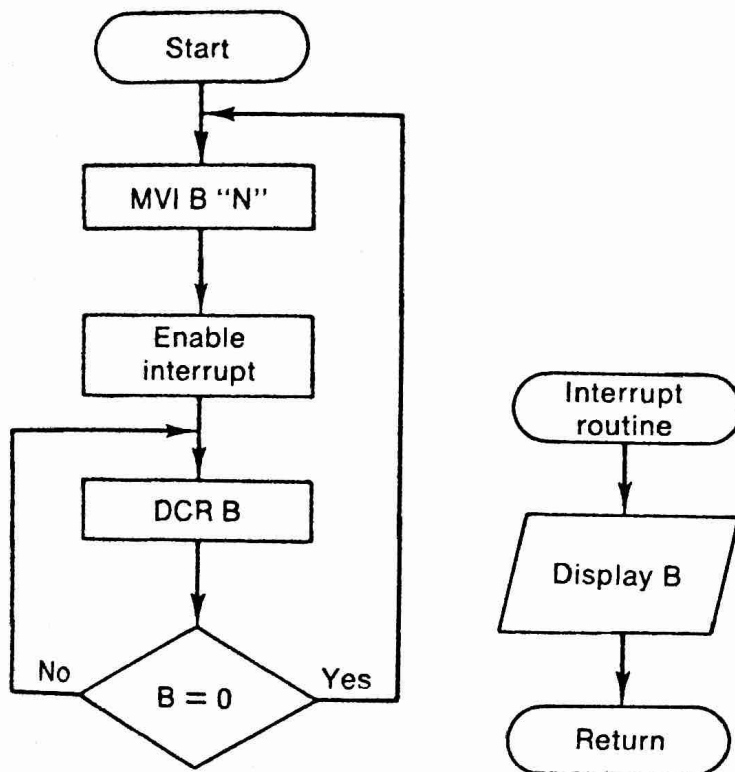 Start
MVI B “N”
Enable
interrupt
DCR B
No
B = 0
Yes
Interrupt
routine
Display B
Return